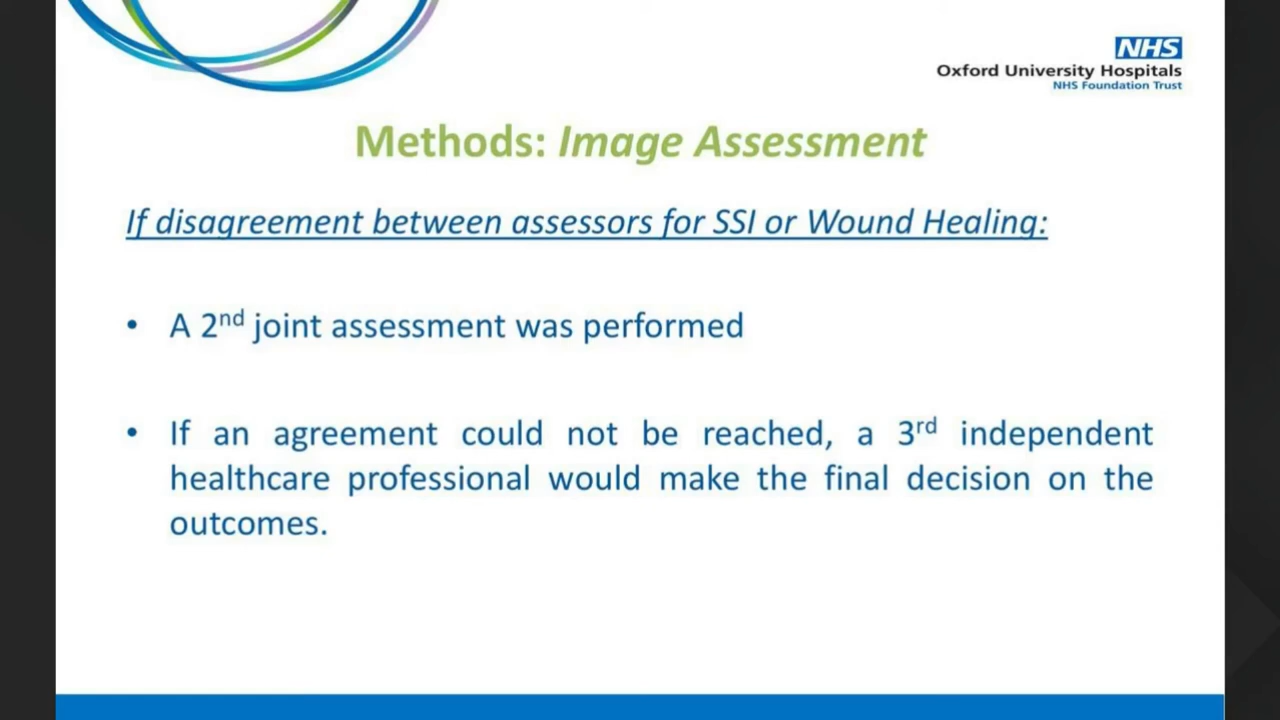 NHS
Oxford University Hospitals
NHS Foundation Trust
Methods: Image Assessment
If disagreement between assessors for SSI or Wound Healing:
• A 2nd joint assessment was performed
• If an agreement could not be reached, a 3rd independent
healthcare professional would make the final decision on the
outcomes.